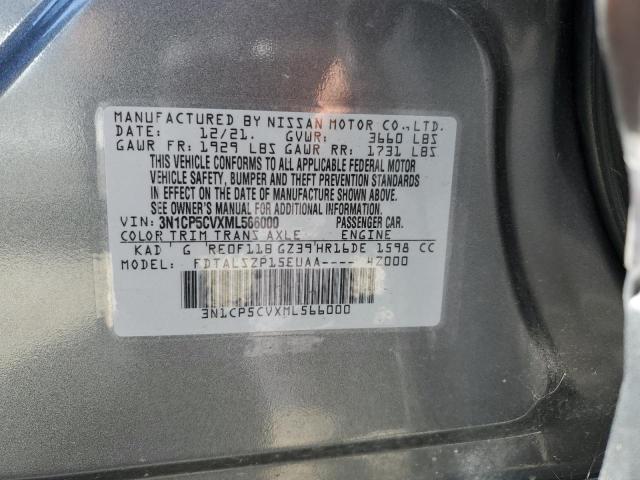 MANUFACTURED BY NISSAN MOTOR CO., LTD.
DATE: 12/21. GVWR: 3660 LBS
GAWR FR: 1929 LBS GAWR RR: 1731 LBS
THIS VEHICLE CONFORMS TO ALL APPLICABLE FEDERAL MOTOR
VEHICLE SAFETY, BUMPER AND THEFT PREVENTION STANDARDS
IN EFFECT ON THE DATE OF MANUFACTURE SHOWN ABOVE.
SEE OWNER'S MANUAL FOR ADDITIONAL INFORMATION.
VIN: 3N1CP5CVXML566000 PASSENGER CAR.
COLOR TRIM TRANS AXLE ENGINE
KAD G RE0F11B GZ39 HR16DE 1598 CC
MODEL: FDTALSZP15EUAA---- HZ000
3N1CP5CVXML566000